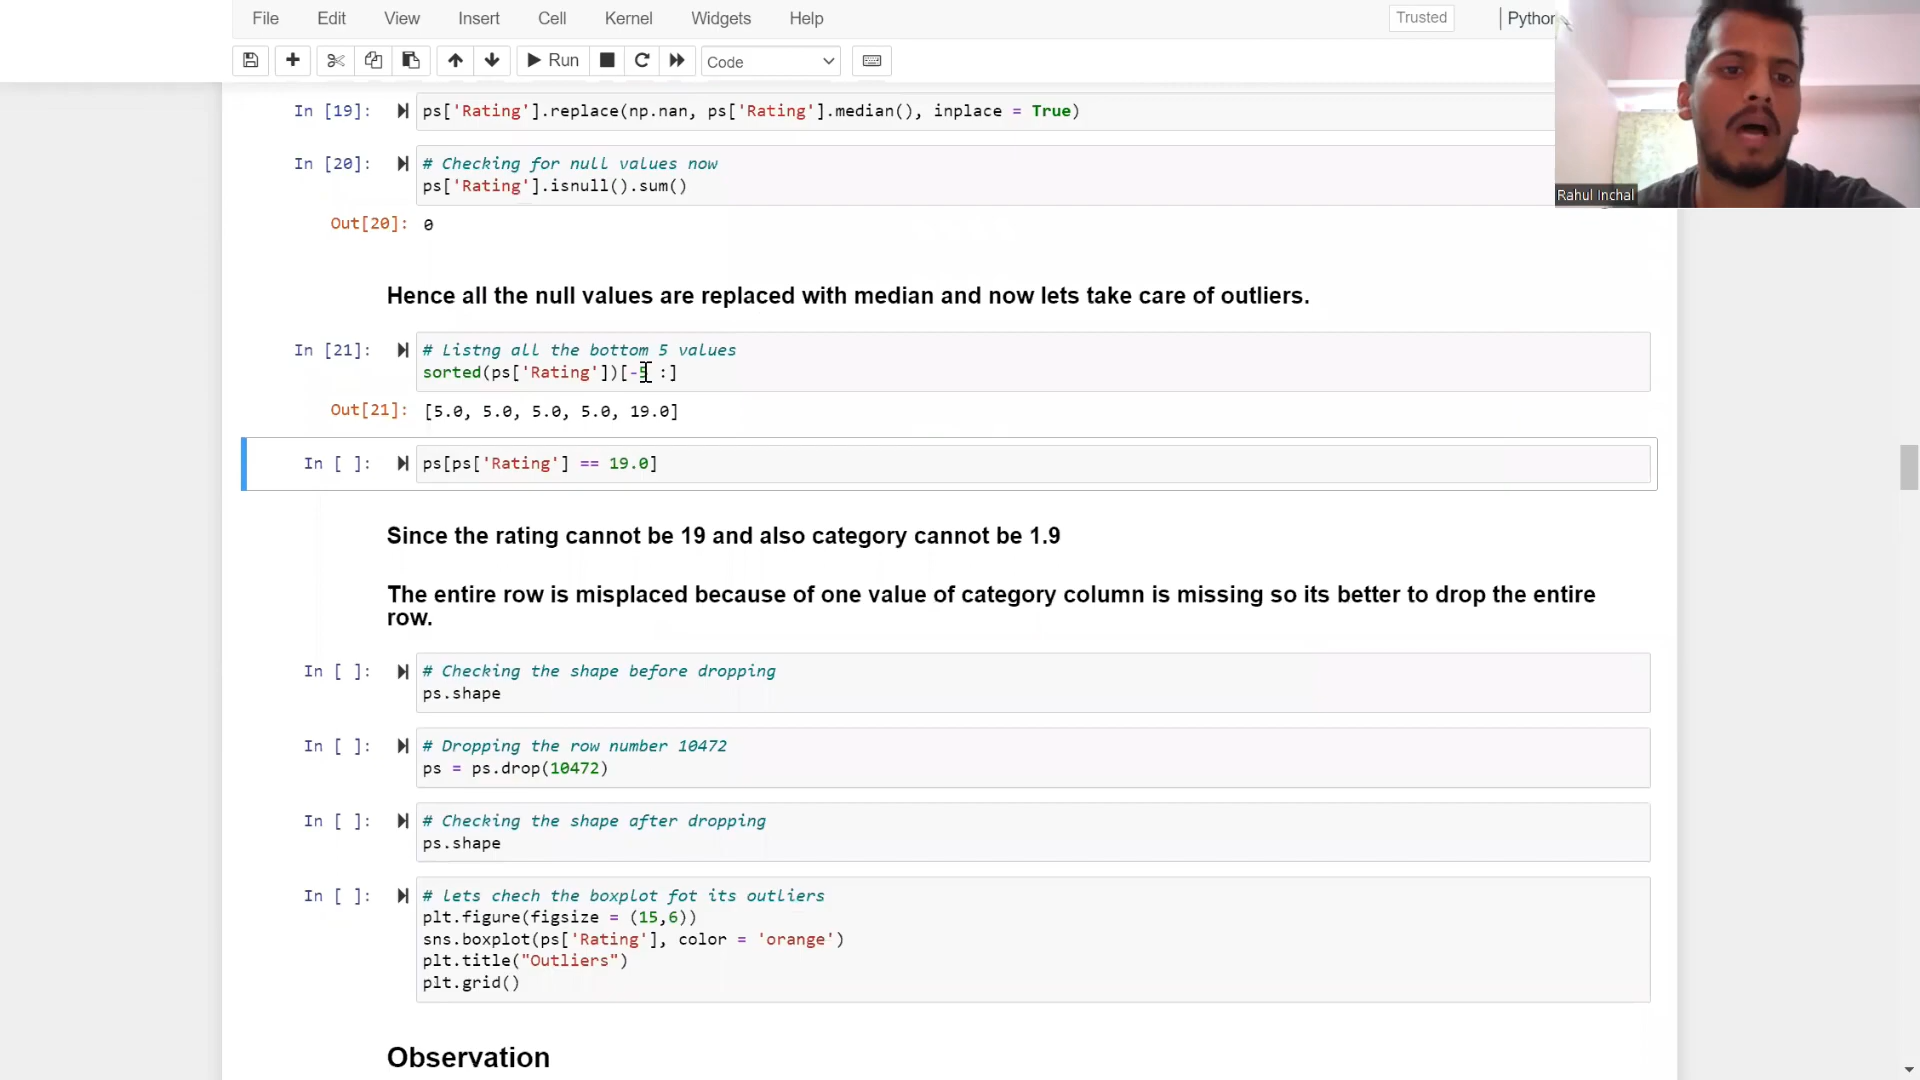 File Edit View Insert Cell Kernel Widgets Help Trusted Python
Run Code
In [19]: ps['Rating'].replace(np.nan, ps['Rating'].median(), inplace = True)
In [20]: # Checking for null values now
ps['Rating'].isnull().sum()
Out[20]: 0
Rahul Inchal
Hence all the null values are replaced with median and now lets take care of outliers.
In [21]: # Listng all the bottom 5 values
sorted(ps['Rating'])[-5 :]
Out[21]: [5.0, 5.0, 5.0, 5.0, 19.0]
In [ ]: ps[ps['Rating'] == 19.0]
Since the rating cannot be 19 and also category cannot be 1.9
The entire row is misplaced because of one value of category column is missing so its better to drop the entire
row.
In [ ]: # Checking the shape before dropping
ps.shape
In [ ]: # Dropping the row number 10472
ps = ps.drop(10472)
In [ ]: # Checking the shape after dropping
ps.shape
In [ ]: # lets chech the boxplot fot its outliers
plt.figure(figsize = (15,6))
sns.boxplot(ps['Rating'], color = 'orange')
plt.title("Outliers")
plt.grid()
Observation